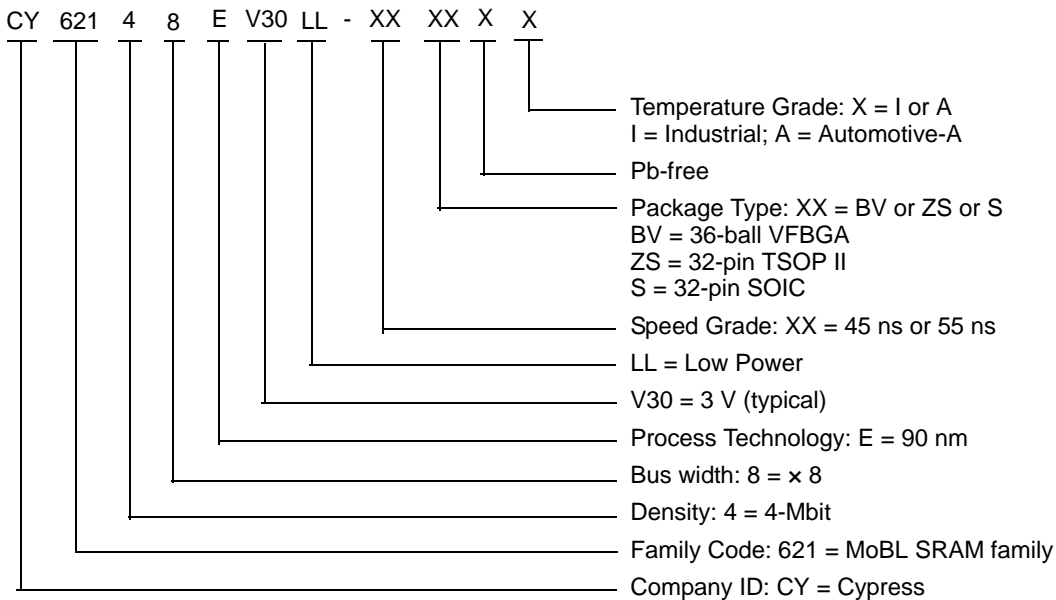 CY 621 4 8 E V30 LL - XX XX X X
Temperature Grade: X = I or A
I = Industrial; A = Automotive-A
Pb-free
Package Type: XX = BV or ZS or S
BV = 36-ball VFBGA
ZS = 32-pin TSOP II
S = 32-pin SOIC
Speed Grade: XX = 45 ns or 55 ns
LL = Low Power
V30 = 3 V (typical)
Process Technology: E = 90 nm
Bus width: 8 = × 8
Density: 4 = 4-Mbit
Family Code: 621 = MoBL SRAM family
Company ID: CY = Cypress